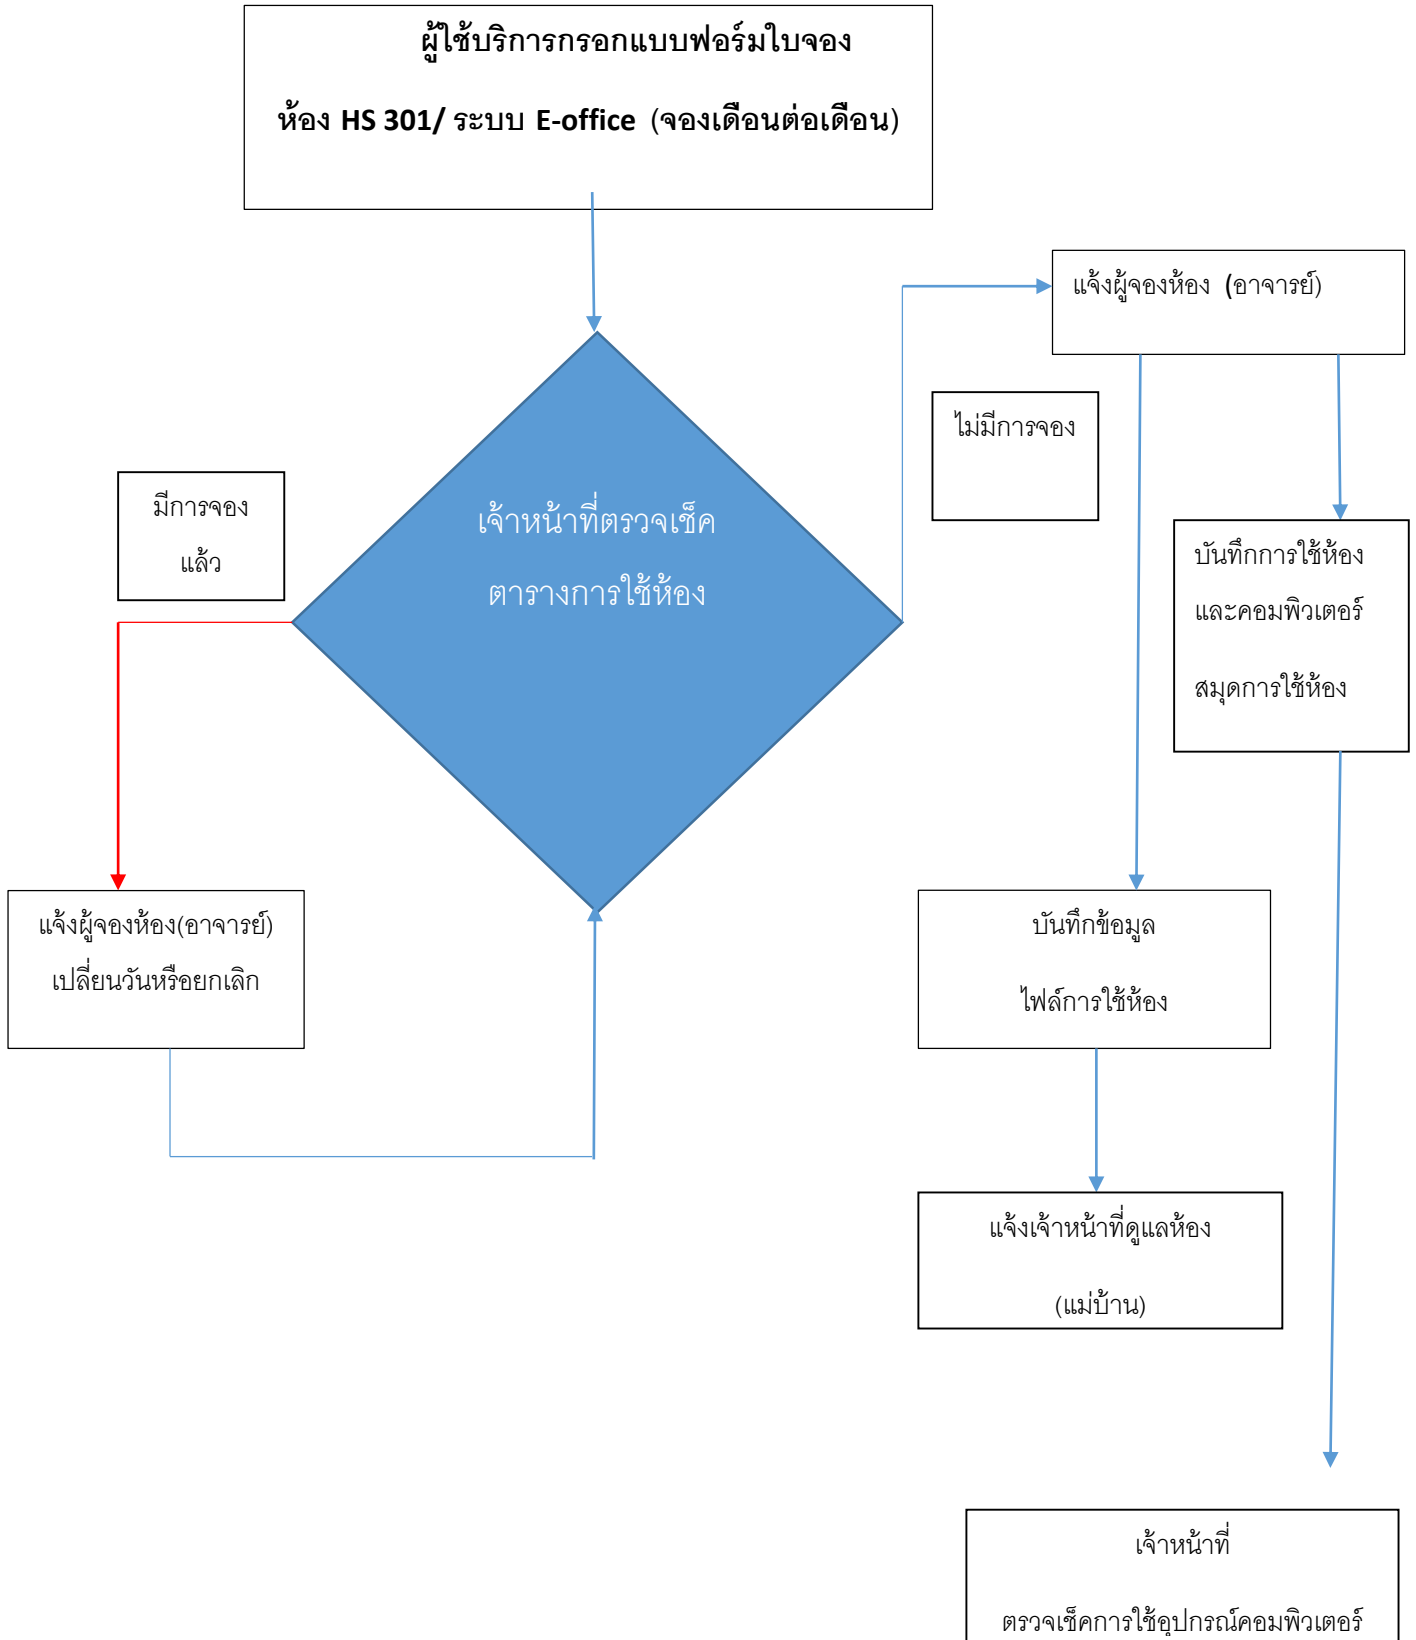 ผู้ใช้บริการกรอกแบบฟอร์มใบจอง
ห้อง HS 301/ ระบบ E-office (จองเดือนต่อเดือน)
แจ้งผู้จองห้อง (อาจารย์)
ไม่มีการจอง
มีการจอง
แล้ว
เจ้าหน้าที่ตรวจเช็ค
ตารางการใช้ห้อง
บันทึกการใช้ห้อง
และคอมพิวเตอร์
สมุดการใช้ห้อง
แจ้งผู้จองห้อง(อาจารย์)
เปลี่ยนวันหรือยกเลิก
บันทึกข้อมูล
ไฟล์การใช้ห้อง
แจ้งเจ้าหน้าที่ดูแลห้อง
(แม่บ้าน)
เจ้าหน้าที่
ตรวจเช็คการใช้อุปกรณ์คอมพิวเตอร์